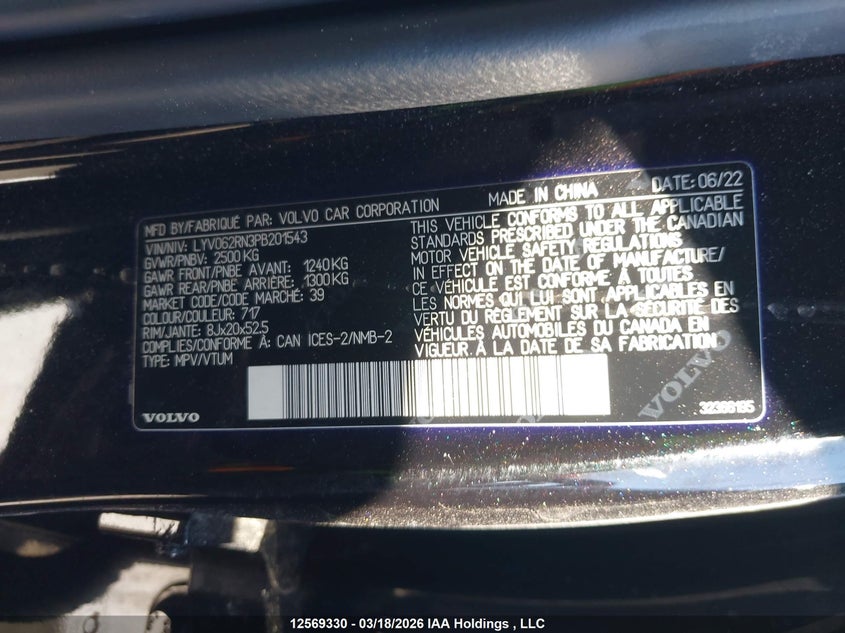 MFD BY/FABRIQUÉ PAR: VOLVO CAR CORPORATION
VIN/NIV: LYV062RN3PB201543
GVWR/PNBV: 2500 KG
GAWR FRONT/PNBE AVANT: 1240 KG
GAWR REAR/PNBE ARRIÈRE: 1300 KG
MARKET CODE/CODE MARCHÉ: 39
COLOUR/COULEUR: 717
RIM/JANTE: 8Jx20x52.5
COMPLIES/CONFORME À: CAN ICES-2/NMB-2
TYPE: MPV/VTUM
MADE IN CHINA DATE: 06/22
THIS VEHICLE CONFORMS TO ALL APPLICABLE
STANDARDS PRESCRIBED UNDER THE CANADIAN
MOTOR VEHICLE SAFETY REGULATIONS
IN EFFECT ON THE DATE OF MANUFACTURE/
CE VÉHICULE EST CONFORME À TOUTES
LES NORMES QUI LUI SONT APPLICABLES EN
VERTU DU RÈGLEMENT SUR LA SÉCURITÉ DES
VÉHICULES AUTOMOBILES DU CANADA EN
VIGUEUR À LA DATE DE SA FABRICATION.
VOLVO
VOLVO
12569330 - 03/18/2026 IAA Holdings , LLC